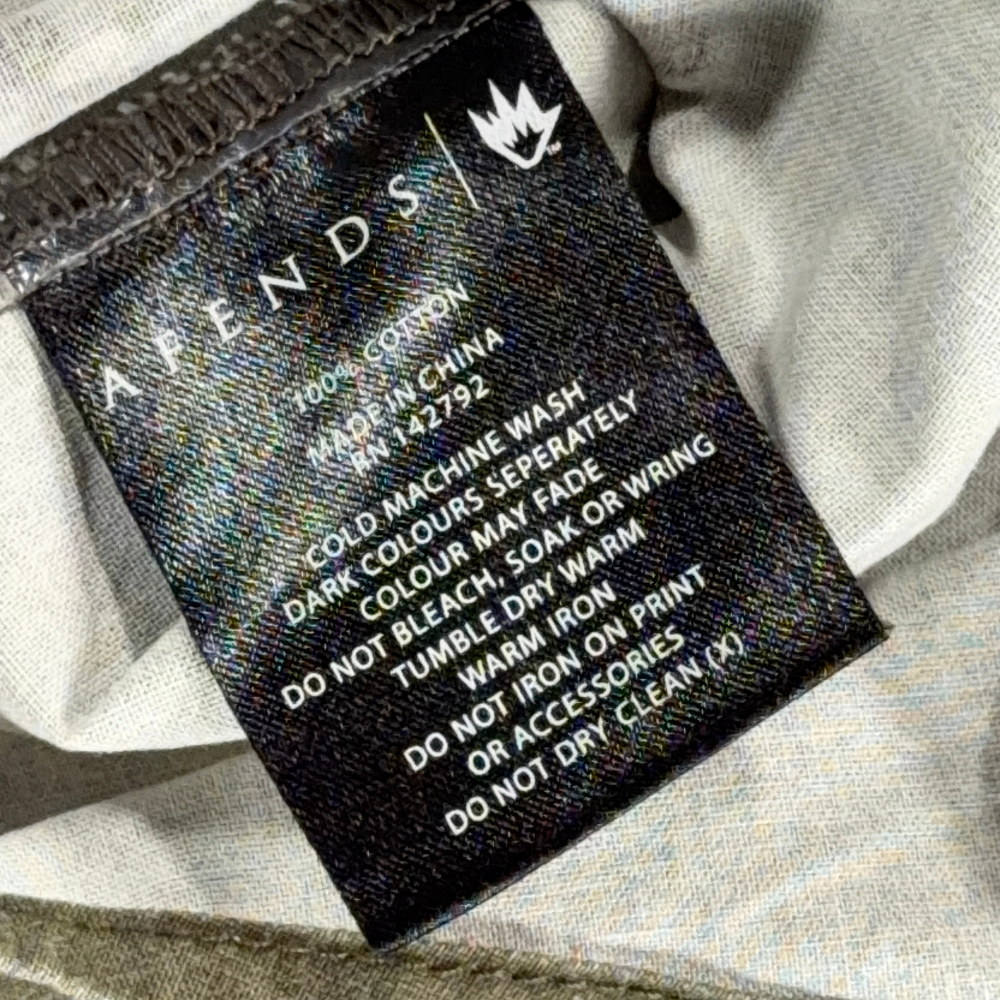 AFENDS
TM
100% COTTON
MADE IN CHINA
RN 142792
COLD MACHINE WASH
DARK COLOURS SEPERATELY
COLOUR MAY FADE
DO NOT BLEACH, SOAK OR WRING
TUMBLE DRY WARM
WARM IRON
DO NOT IRON ON PRINT
OR ACCESSORIES
DO NOT DRY CLEAN (X)